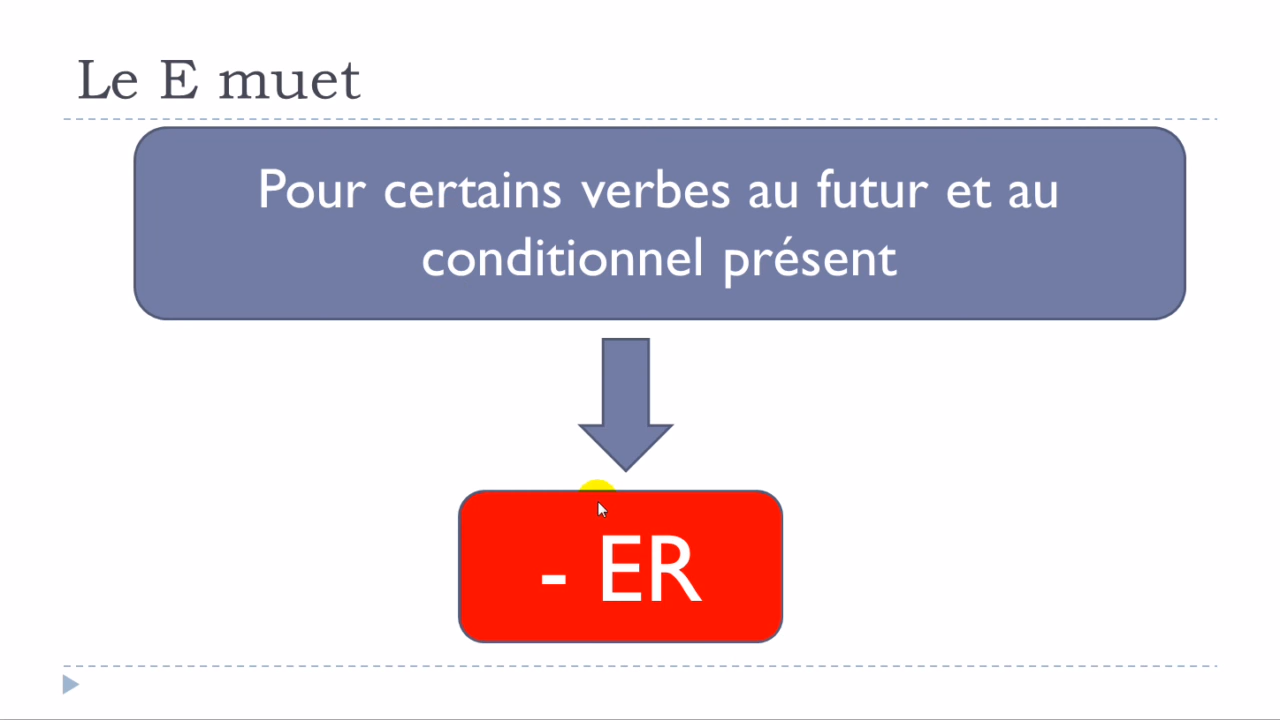 Le E muet
Pour certains verbes au futur et au
conditionnel présent
- ER